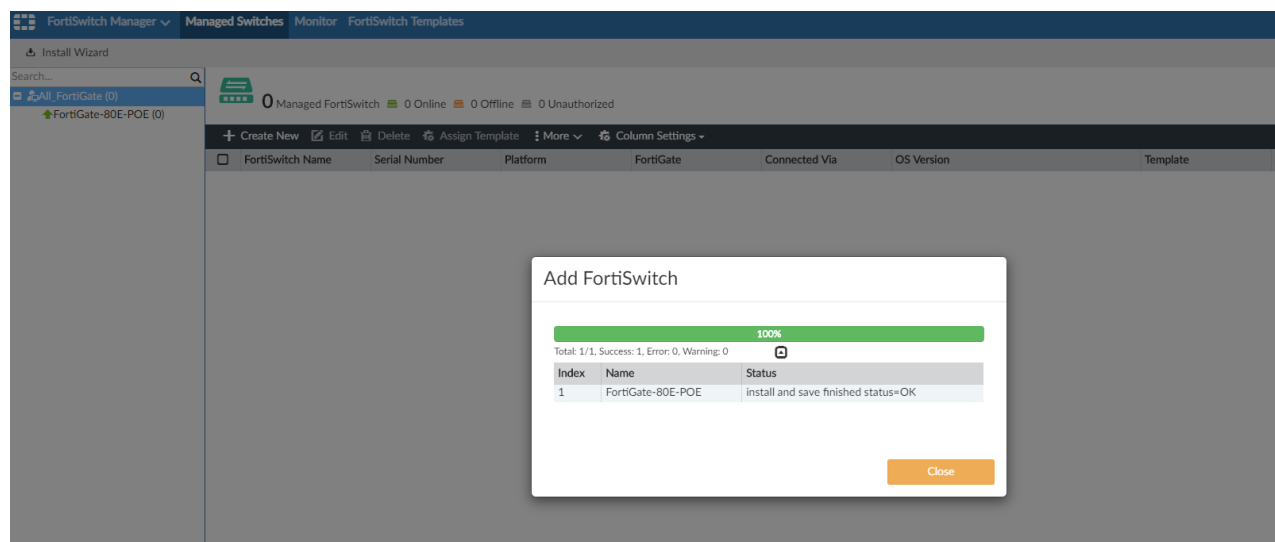 FortiSwitch Manager Managed Switches Monitor FortiSwitch Templates
Install Wizard
Search...
All_FortiGate (0)
FortiGate-80E-POE (0)
0 Managed FortiSwitch 0 Online 0 Offline 0 Unauthorized
Create New Edit Delete Assign Template More Column Settings
FortiSwitch Name Serial Number Platform FortiGate Connected Via OS Version Template
Add FortiSwitch
100%
Total: 1/1, Success: 1, Error: 0, Warning: 0
Index Name Status
1 FortiGate-80E-POE install and save finished status=OK
Close